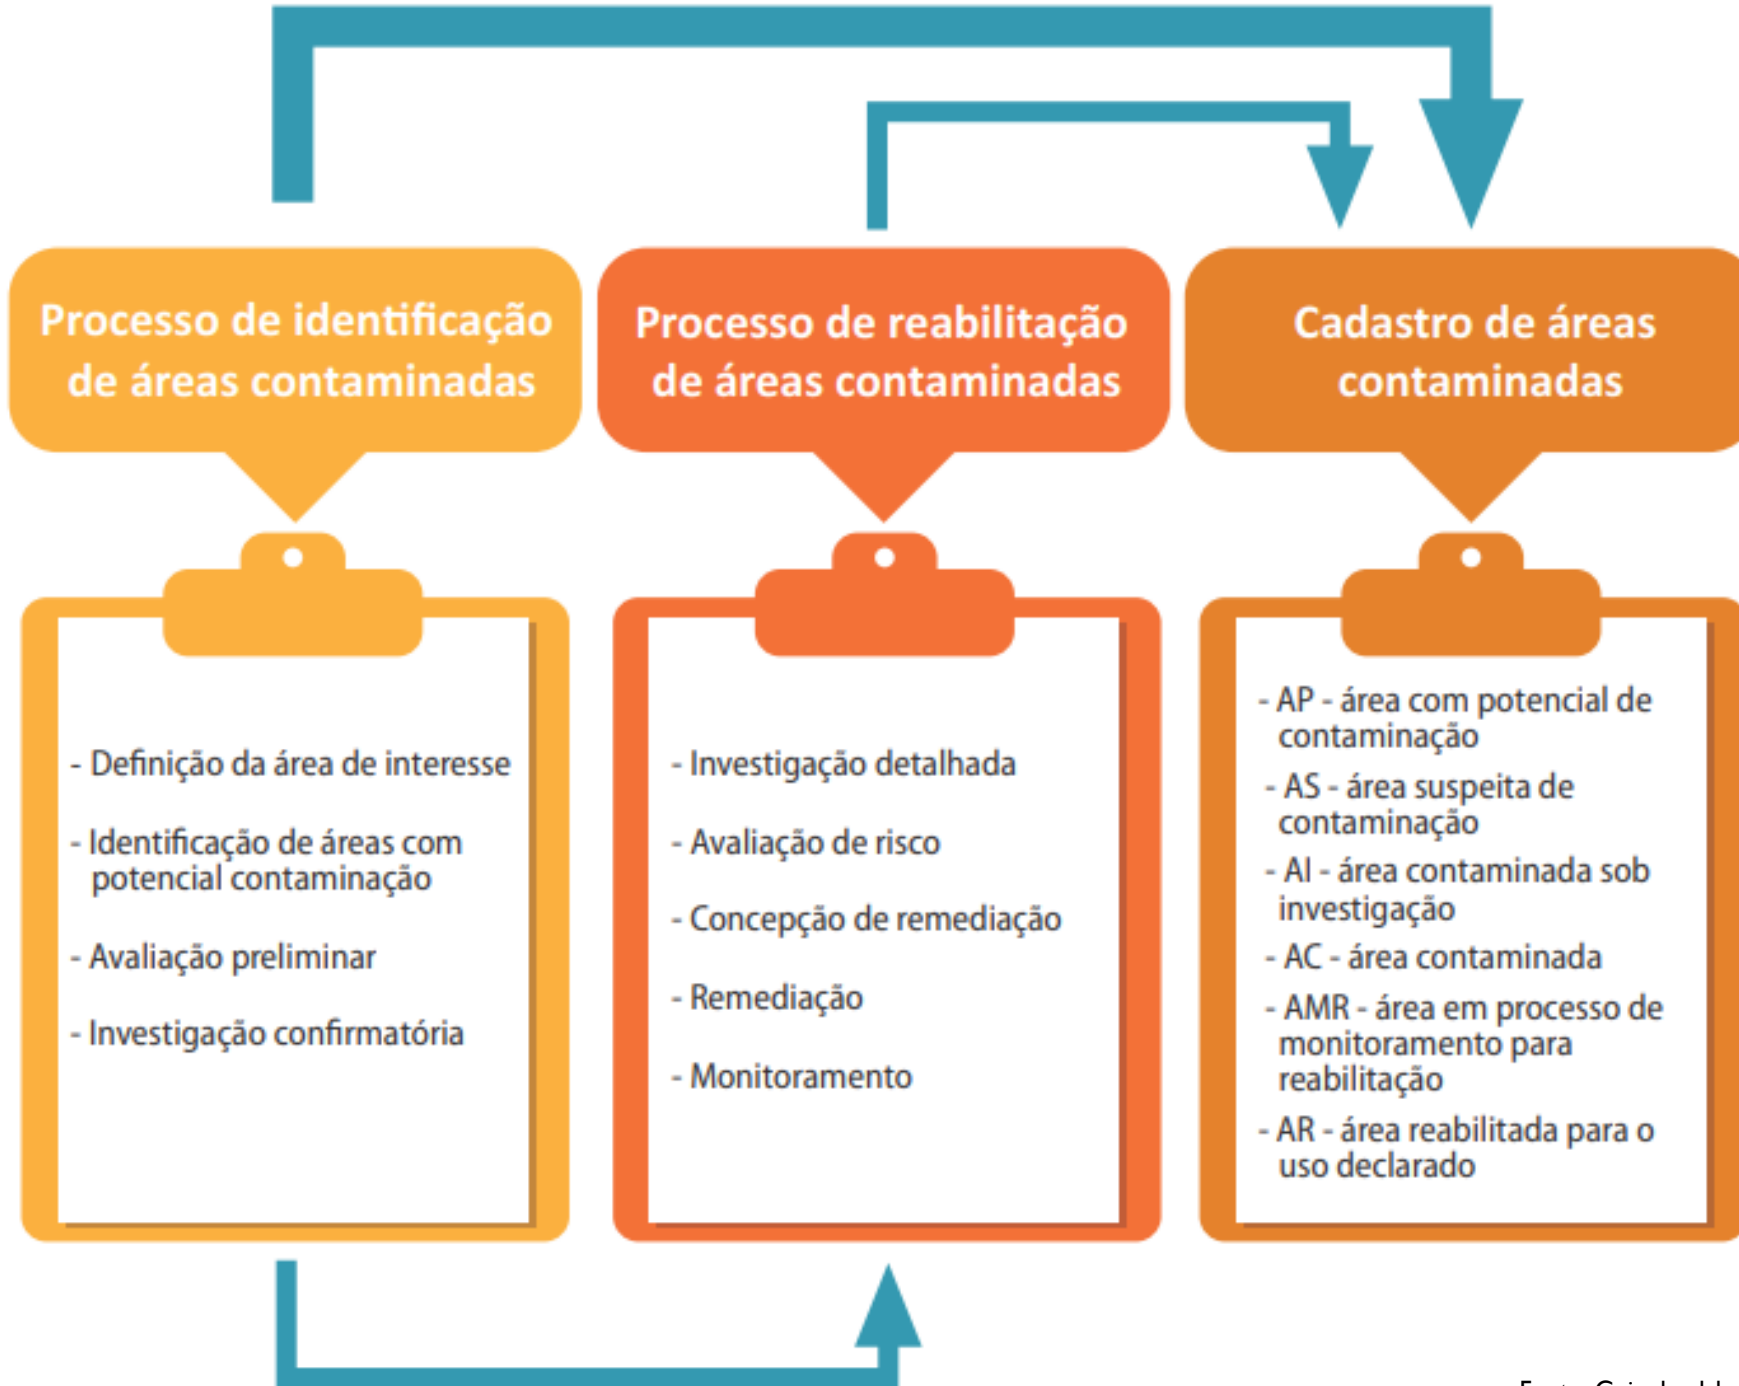 Processo de identificação
de áreas contaminadas
- Definição da área de interesse
- Identificação de áreas com
potencial contaminação
- Avaliação preliminar
- Investigação confirmatória
Processo de reabilitação
de áreas contaminadas
- Investigação detalhada
- Avaliação de risco
- Concepção de remediação
- Remediação
- Monitoramento
Cadastro de áreas
contaminadas
- AP - área com potencial de
contaminação
- AS - área suspeita de
contaminação
- AI - área contaminada sob
investigação
- AC - área contaminada
- AMR - área em processo de
monitoramento para
reabilitação
- AR - área reabilitada para o
uso declarado